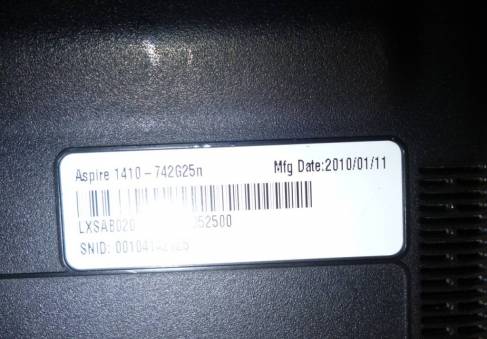 Aspire 1410-742G25n Mfg Date:2010/01/11
LXSAB020 52500
SNID: